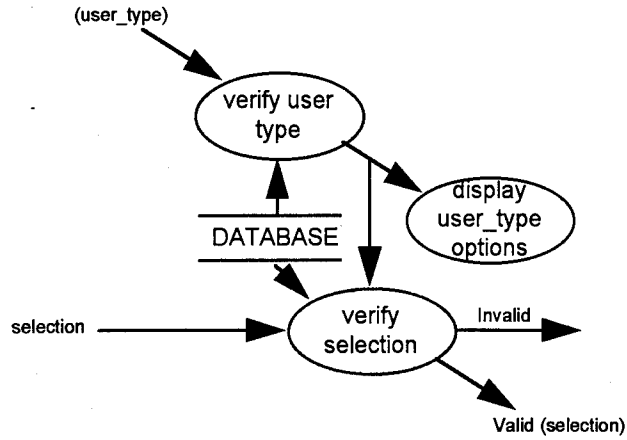 (user_type)
verify user
type
display
user_type
options
DATABASE
selection
verify
selection
Invalid
Valid (selection)